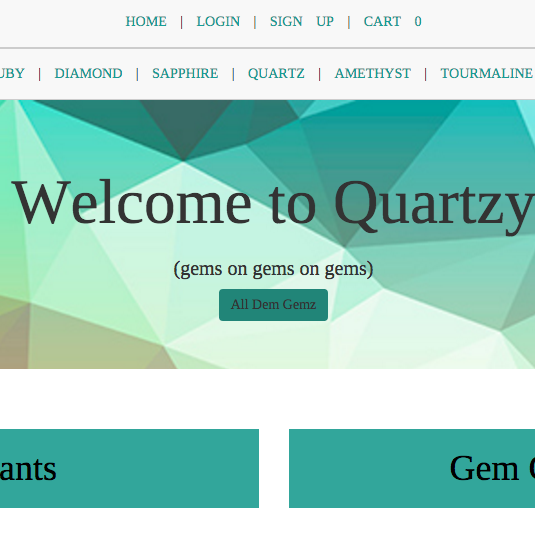 HOME | LOGIN | SIGN UP | CART 0
UBY | DIAMOND | SAPPHIRE | QUARTZ | AMETHYST | TOURMALINE
Welcome to Quartzy
(gems on gems on gems)
All Dem Gemz
ants
Gem